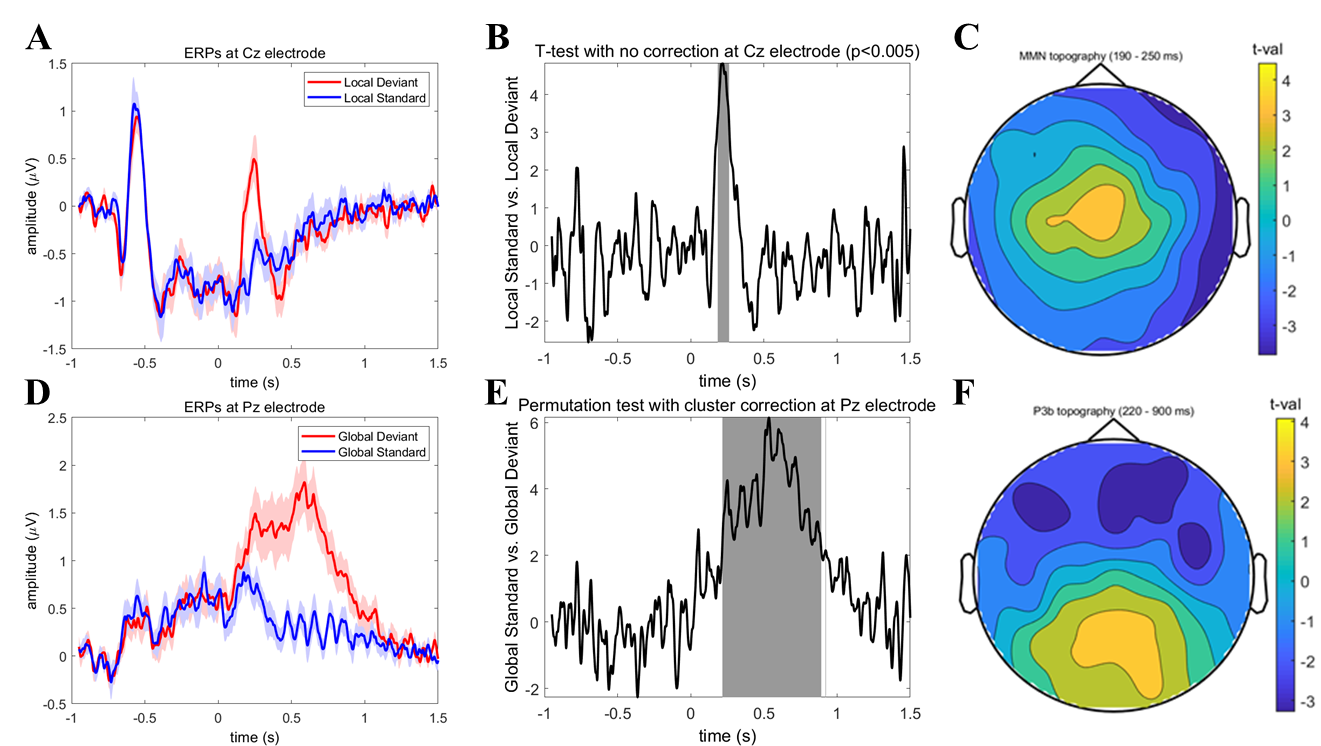 A
ERPs at Cz electrode
Local Deviant
Local Standard
amplitude (μV)
1.5
1
0.5
0
-0.5
-1
-1.5
-1 -0.5 0 0.5 1 1.5
time (s)
B
T-test with no correction at Cz electrode (p<0.005)
Local Standard vs. Local Deviant
4
3
2
1
0
-1
-2
-1 -0.5 0 0.5 1 1.5
time (s)
C
MMN topography (190 - 250 ms)
t-val
4
3
2
1
0
-1
-2
-3
D
ERPs at Pz electrode
Global Deviant
Global Standard
amplitude (μV)
2.5
2
1.5
1
0.5
0
-0.5
-1 -0.5 0 0.5 1 1.5
time (s)
E
Permutation test with cluster correction at Pz electrode
Global Standard vs. Global Deviant
6
4
2
0
-2
-1 -0.5 0 0.5 1 1.5
time (s)
F
P3b topography (220 - 900 ms)
t-val
4
3
2
1
0
-1
-2
-3